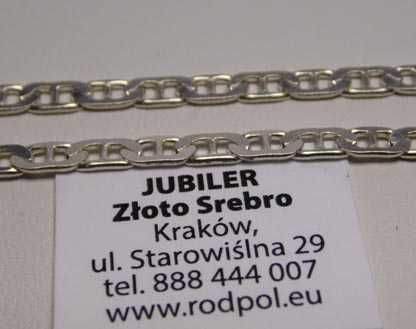 JUBILER
Złoto Srebro
Kraków,
ul. Starowiślna 29
tel. 888 444 007
www.rodpol.eu